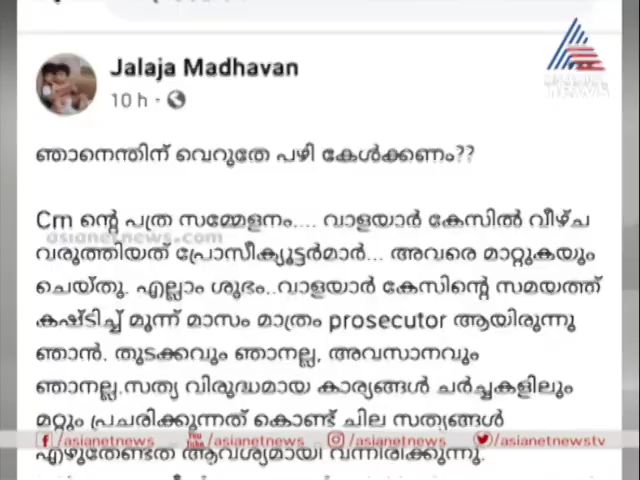 Jalaja Madhavan
10 h ·
ഞാനെന്തിന് വെറുതേ പഴി കേൾക്കണം??
Cm ൻ്റെ പത്ര സമ്മേളനം.... വാളയാർ കേസിൽ വീഴ്ച
asianetnews.com
വരുത്തിയത് പ്രോസീക്യൂട്ടർമാർ... അവരെ മാറ്റുകയും
ചെയ്തു. എല്ലാം ശുഭം..വാളയാർ കേസിൻ്റെ സമയത്ത്
കഷ്ടിച്ച് മൂന്ന് മാസം മാത്രം prosecutor ആയിരുന്നു
ഞാൻ. തുടക്കവും ഞാനല്ല, അവസാനവും
ഞാനല്ല.സത്യ വിരുദ്ധമായ കാര്യങ്ങൾ ചർച്ചകളിലും
മറ്റും പ്രചരിക്കുന്നത് കൊണ്ട് ചില സത്യങ്ങൾ
/asianetnews /asianetnews /asianetnews /asianetnewstv
എഴുതേണ്ടത് ആവശ്യമായി വന്നിരിക്കുന്നു.